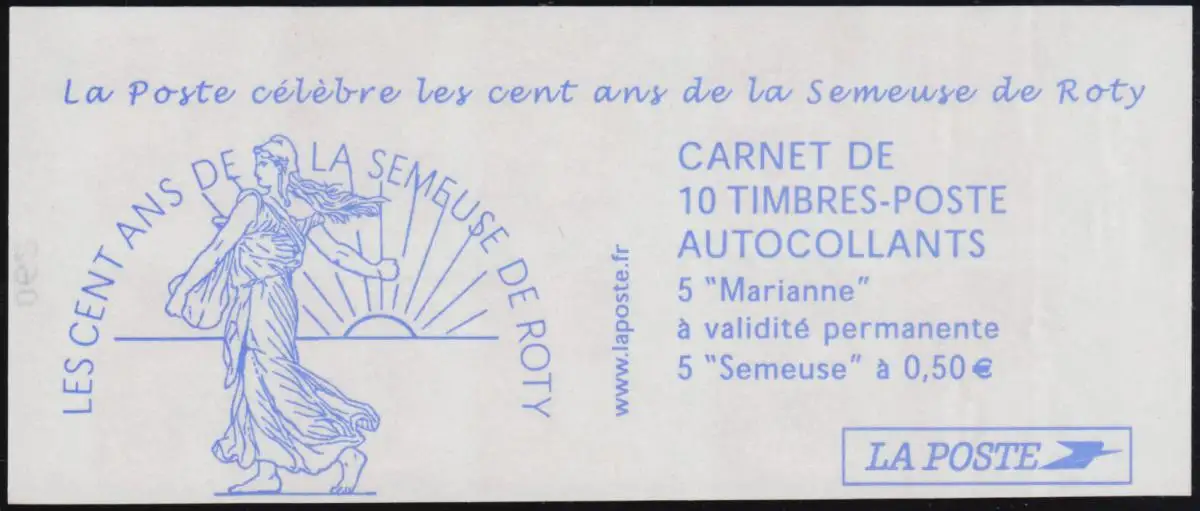 La Poste célèbre les cent ans de la Semeuse de Roty
LES CENT ANS DE LA SEMEUSE DE ROTY
www.laposte.fr
CARNET DE
10 TIMBRES-POSTE
AUTOCOLLANTS
5 "Marianne"
à validité permanente
5 "Semeuse" à 0,50 €
LA POSTE